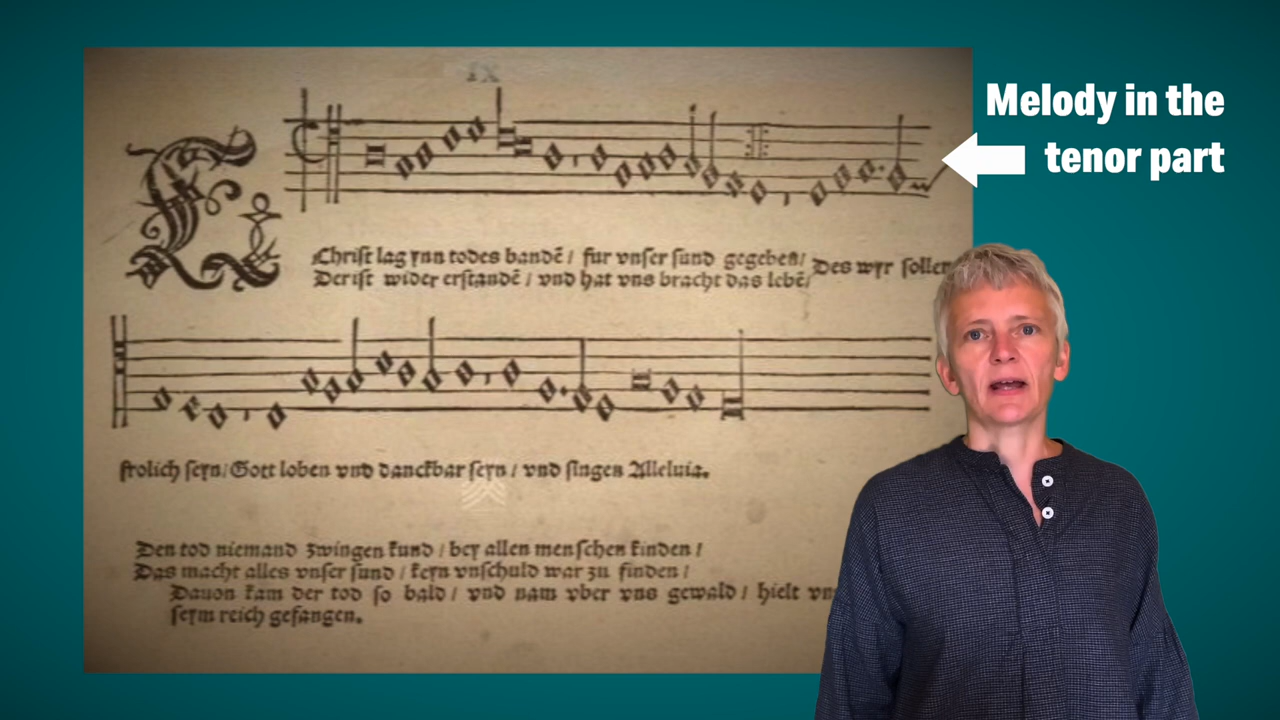 IX
Melody in the
tenor part
Christ lag ynn todes bandē / fur vnser sund gegeben /
Der ist wider erstandē / vnd hat vns bracht das lebē /
Des wyr sollen
frolich seyn / Gott loben vnd danckbar seyn / vnd singen Alleluia.
Den tod niemand zwingen kund / bey allen menschen kinden /
Das macht alles vnser sund / keyn vnschuld war zu finden /
Dauon kam der tod so bald / vnd nam vber vns gewald / hielt
seym reich gefangen.